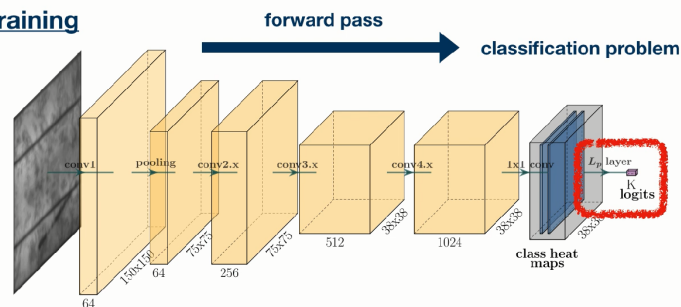 raining
forward pass
classification problem
conv1
pooling
conv2.x
conv3.x
conv4.x
1x1 conv
Lp layer
K
logits
64
150x150
64
75x75
256
75x75
512
38x38
1024
38x38
class heat
maps
38x38